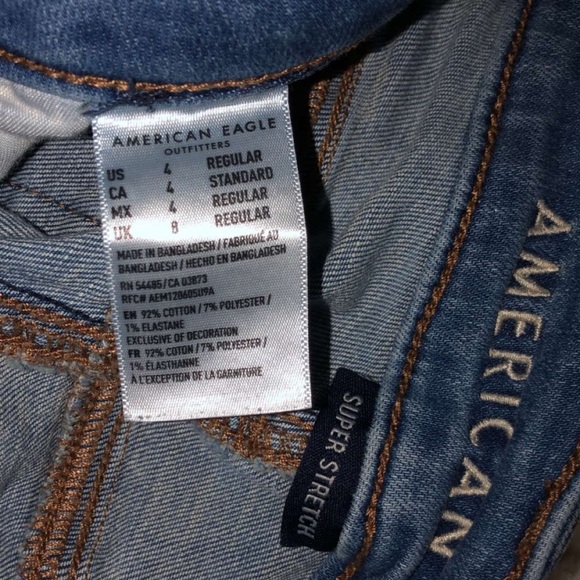 AMERICAN EAGLE
OUTFITTERS
US 4 REGULAR
CA 4 STANDARD
MX 4 REGULAR
UK 8 REGULAR
MADE IN BANGLADESH / FABRIQUÉ AU
BANGLADESH / HECHO EN BANGLADESH
RN 54485 / CA 03873
RFC# AEM120605U9A
EN 92% COTTON / 7% POLYESTER /
1% ELASTANE
EXCLUSIVE OF DECORATION
FR 92% COTTON / 7% POLYESTER /
1% ÉLASTHANNE
À L'EXCEPTION DE LA GARNITURE
SUPER STRETCH
AMERICAN